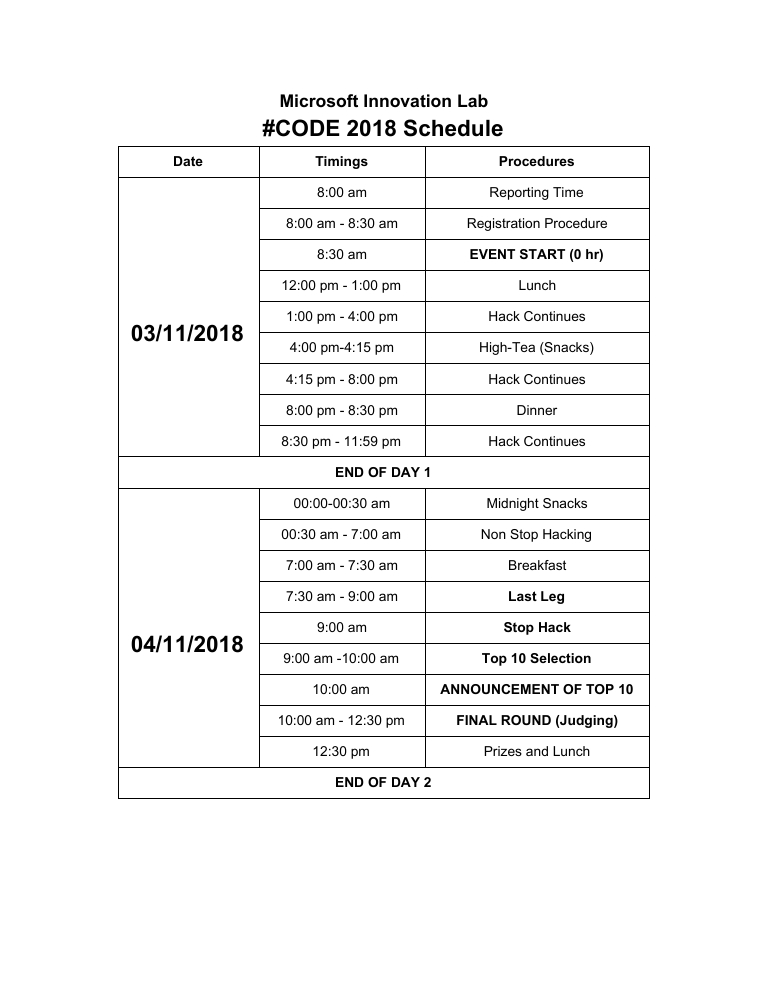 Microsoft Innovation Lab
#CODE 2018 Schedule
Date Timings Procedures
03/11/2018
8:00 am Reporting Time
8:00 am - 8:30 am Registration Procedure
8:30 am EVENT START (0 hr)
12:00 pm - 1:00 pm Lunch
1:00 pm - 4:00 pm Hack Continues
4:00 pm-4:15 pm High-Tea (Snacks)
4:15 pm - 8:00 pm Hack Continues
8:00 pm - 8:30 pm Dinner
8:30 pm - 11:59 pm Hack Continues
END OF DAY 1
04/11/2018
00:00-00:30 am Midnight Snacks
00:30 am - 7:00 am Non Stop Hacking
7:00 am - 7:30 am Breakfast
7:30 am - 9:00 am Last Leg
9:00 am Stop Hack
9:00 am -10:00 am Top 10 Selection
10:00 am ANNOUNCEMENT OF TOP 10
10:00 am - 12:30 pm FINAL ROUND (Judging)
12:30 pm Prizes and Lunch
END OF DAY 2